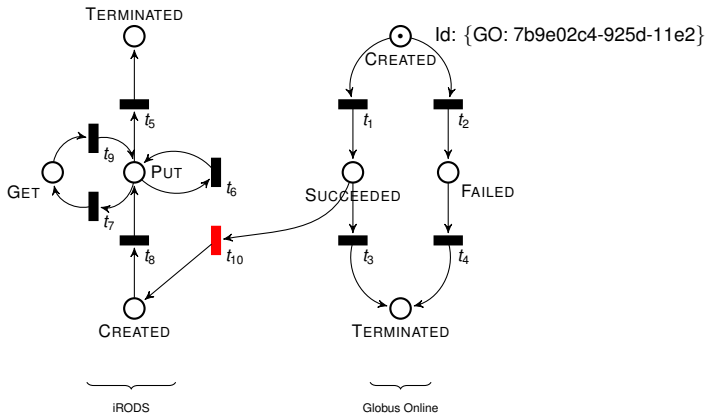 TERMINATED
Id: {GO: 7b9e02c4-925d-11e2}
CREATED
t5
t1
t2
t9
PUT
GET
t6
SUCCEEDED
FAILED
t7
t8
t10
t3
t4
CREATED
TERMINATED
iRODS
Globus Online